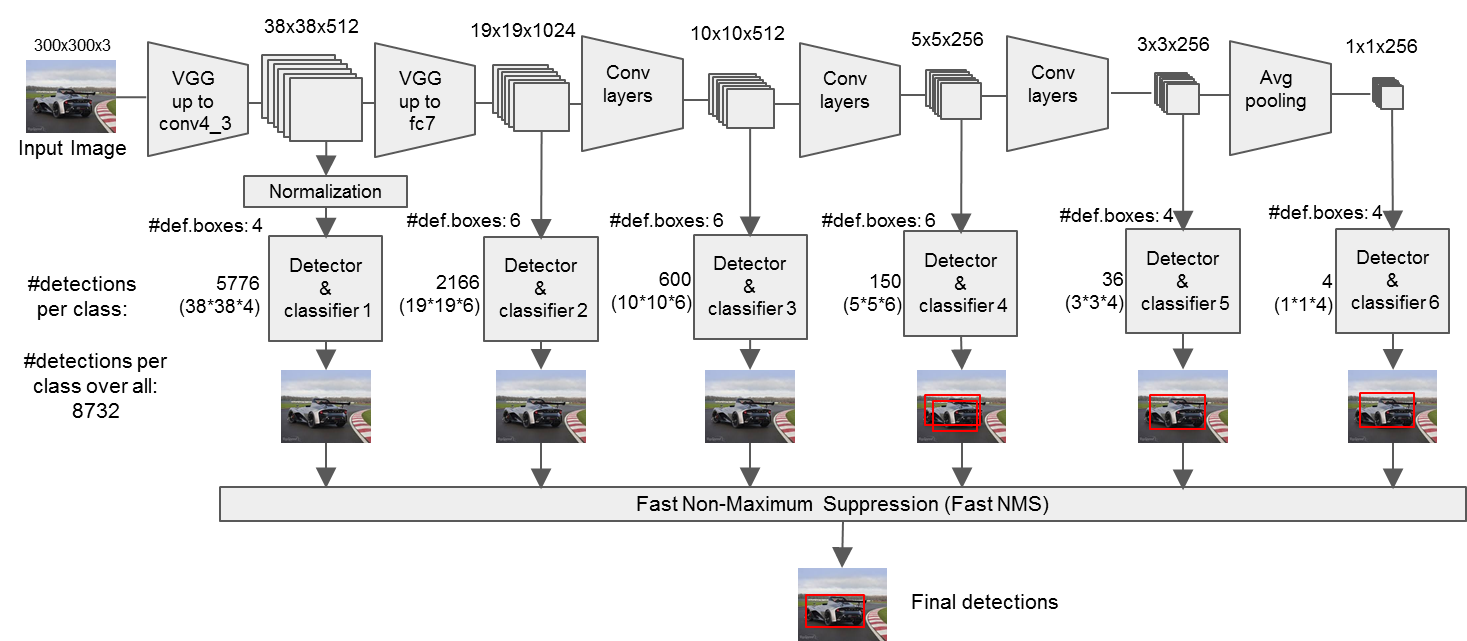 300x300x3
38x38x512
19x19x1024
10x10x512
5x5x256
3x3x256
1x1x256
VGG
up to
conv4_3
VGG
up to
fc7
Conv
layers
Conv
layers
Conv
layers
Avg
pooling
Input Image
Normalization
#def.boxes: 4
#def.boxes: 6
#def.boxes: 6
#def.boxes: 6
#def.boxes: 4
#def.boxes: 4
#detections
per class:
5776
(38*38*4)
Detector
&
classifier 1
2166
(19*19*6)
Detector
&
classifier 2
600
(10*10*6)
Detector
&
classifier 3
150
(5*5*6)
Detector
&
classifier 4
36
(3*3*4)
Detector
&
classifier 5
4
(1*1*4)
Detector
&
classifier 6
#detections per
class over all:
8732
Fast Non-Maximum Suppression (Fast NMS)
Final detections